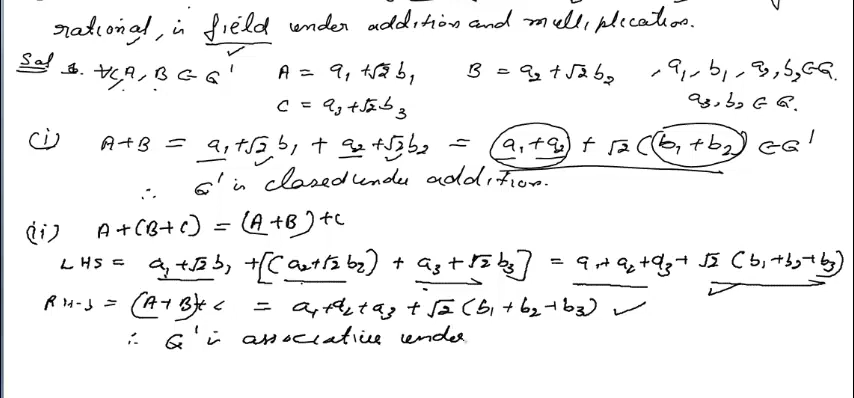 rational, is field under addition and multiplication.
Sol 1. ∀ C, A, B ∈ G' A = a₁ + √2 b₁ B = a₂ + √2 b₂ , a₁, b₁, a₂, b₂ ∈ G.
C = a₃ + √2 b₃ a₃, b₃ ∈ G.
(i) A+B = a₁ + √2 b₁ + a₂ + √2 b₂ = (a₁ + a₂) + √2 (b₁ + b₂) ∈ G'
∴ G' is closed under addition.
(ii) A + (B + C) = (A + B) + C
LHS = a₁ + √2 b₁ + [(a₂ + √2 b₂) + a₃ + √2 b₃] = a₁ + a₂ + a₃ + √2 (b₁ + b₂ + b₃)
RHS = (A + B) + C = a₁ + a₂ + a₃ + √2 (b₁ + b₂ + b₃) ✓
∴ G' is associative under